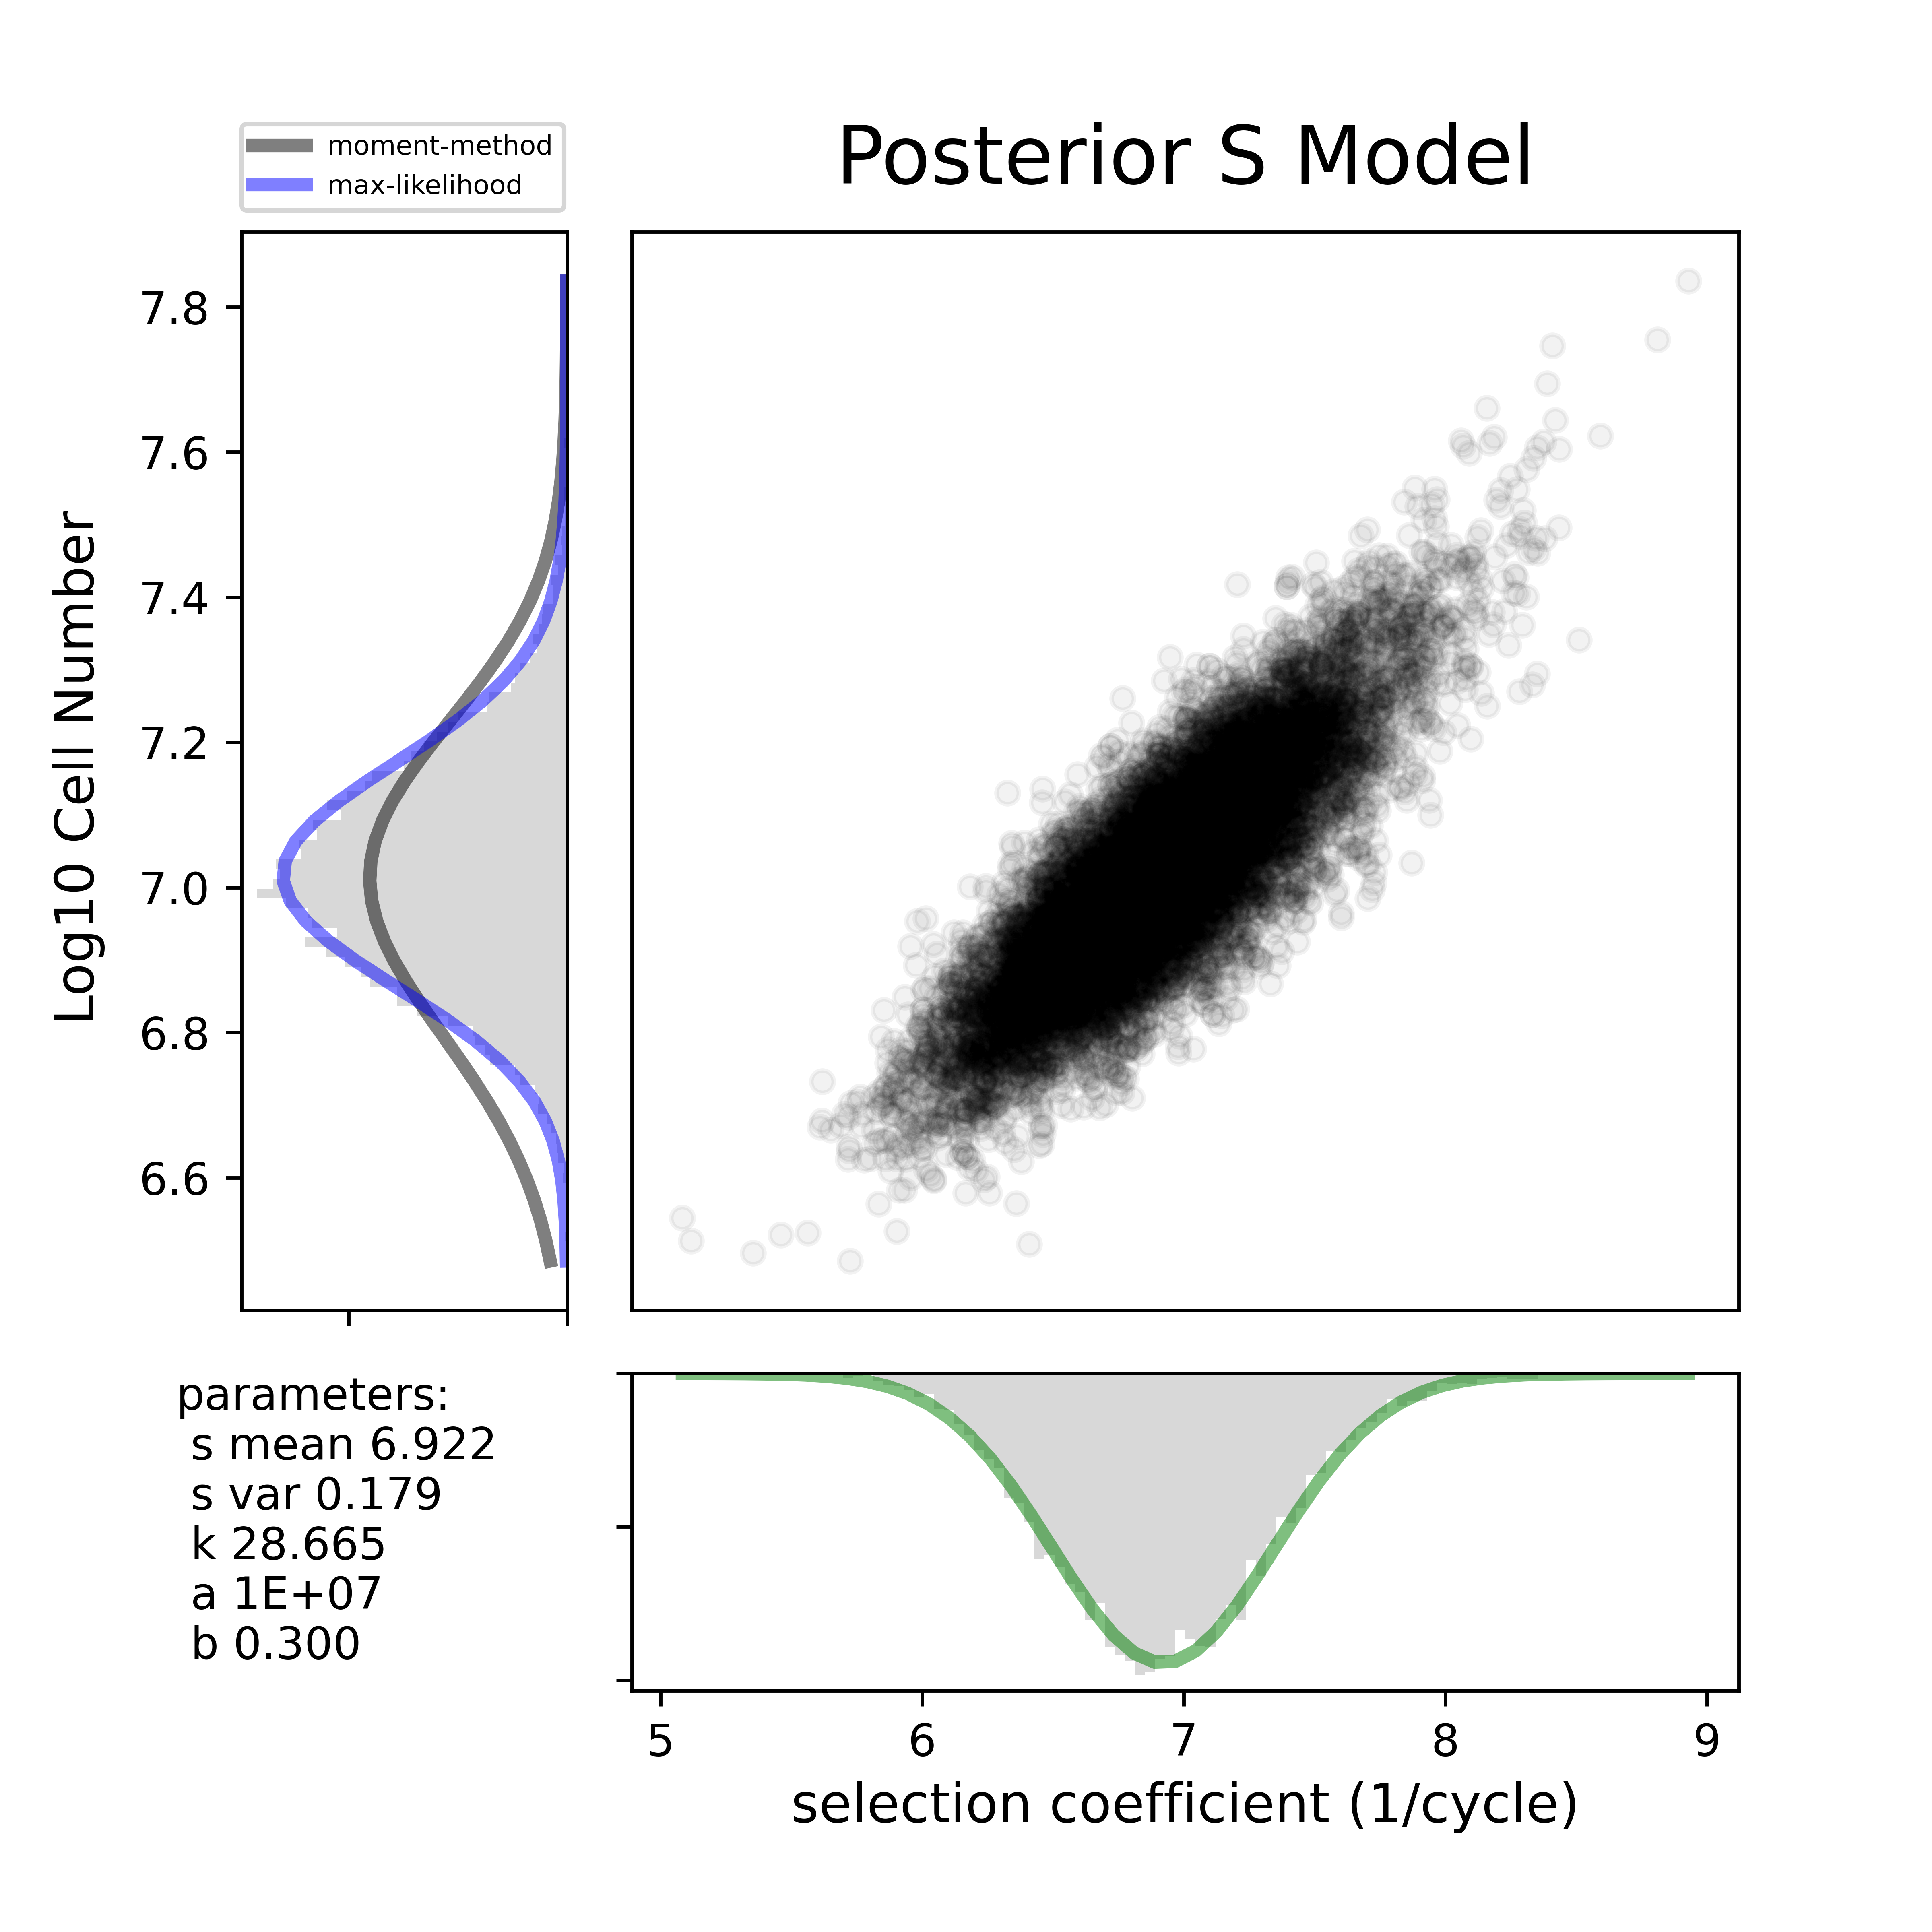 moment-method
max-likelihood
Posterior S Model
Log10 Cell Number
7.8
7.6
7.4
7.2
7.0
6.8
6.6
parameters:
s mean 6.922
s var 0.179
k 28.665
a 1E+07
b 0.300
5 6 7 8 9
selection coefficient (1/cycle)